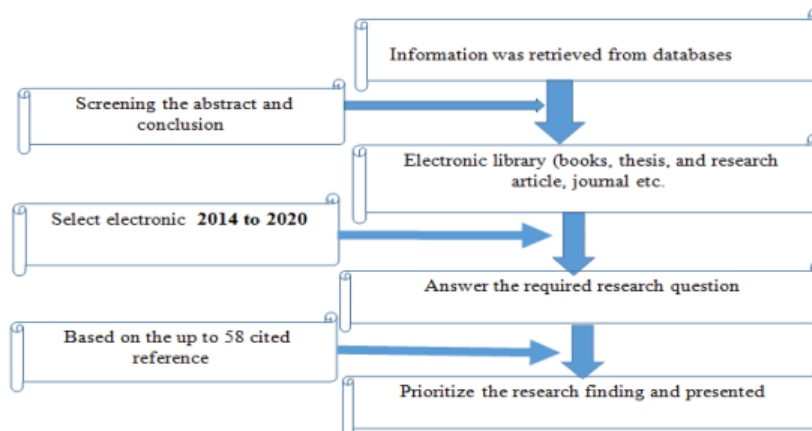 Information was retrieved from databases
Screening the abstract and
conclusion
Electronic library (books, thesis, and research
article, journal etc.
Select electronic 2014 to 2020
Answer the required research question
Based on the up to 58 cited
reference
Prioritize the research finding and presented